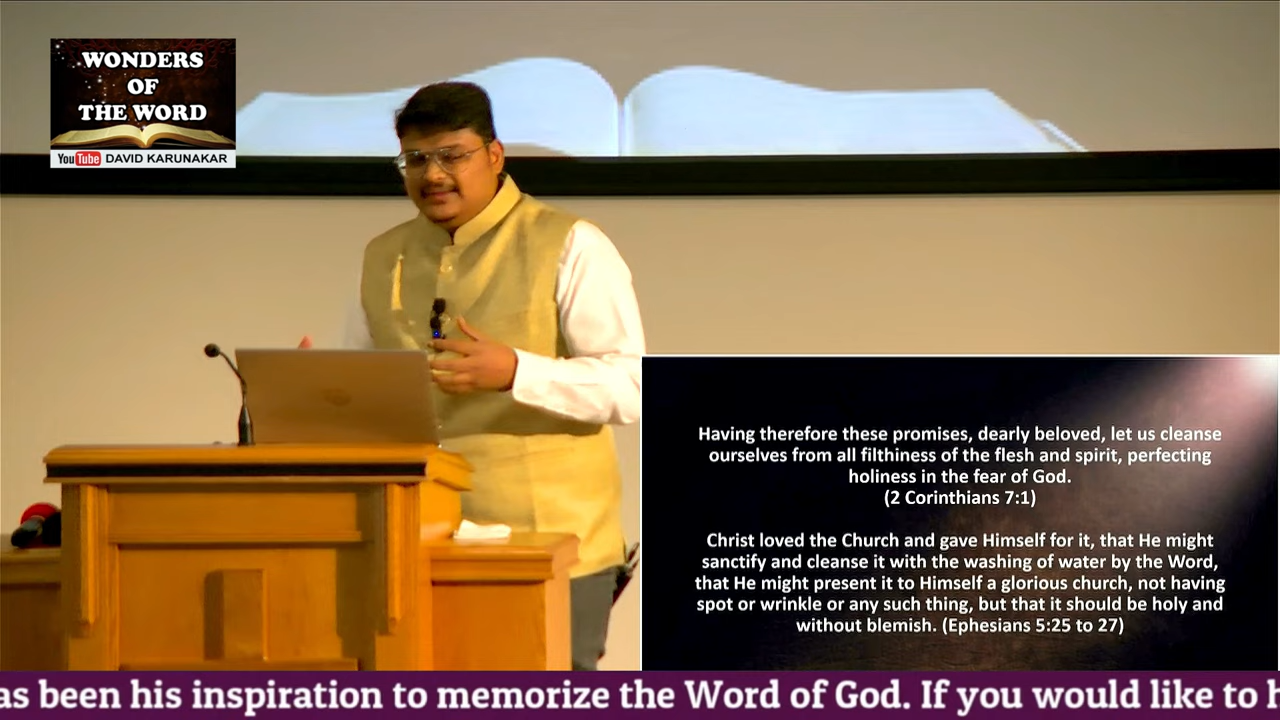 WONDERS
OF
THE WORD
YouTube DAVID KARUNAKAR
Having therefore these promises, dearly beloved, let us cleanse
ourselves from all filthiness of the flesh and spirit, perfecting
holiness in the fear of God.
(2 Corinthians 7:1)
Christ loved the Church and gave Himself for it, that He might
sanctify and cleanse it with the washing of water by the Word,
that He might present it to Himself a glorious church, not having
spot or wrinkle or any such thing, but that it should be holy and
without blemish. (Ephesians 5:25 to 27)
as been his inspiration to memorize the Word of God. If you would like to h